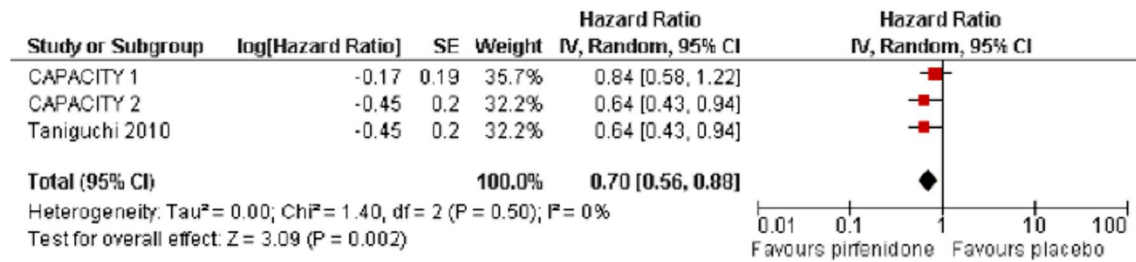 Hazard Ratio Hazard Ratio
Study or Subgroup log[Hazard Ratio] SE Weight IV, Random, 95% CI IV, Random, 95% CI
CAPACITY 1 -0.17 0.19 35.7% 0.84 [0.58, 1.22]
CAPACITY 2 -0.45 0.2 32.2% 0.64 [0.43, 0.94]
Taniguchi 2010 -0.45 0.2 32.2% 0.64 [0.43, 0.94]
Total (95% CI) 100.0% 0.70 [0.56, 0.88]
Heterogeneity: Tau² = 0.00; Chi² = 1.40, df = 2 (P = 0.50); I² = 0%
Test for overall effect: Z = 3.09 (P = 0.002)
0.01 0.1 1 10 100
Favours pirfenidone Favours placebo